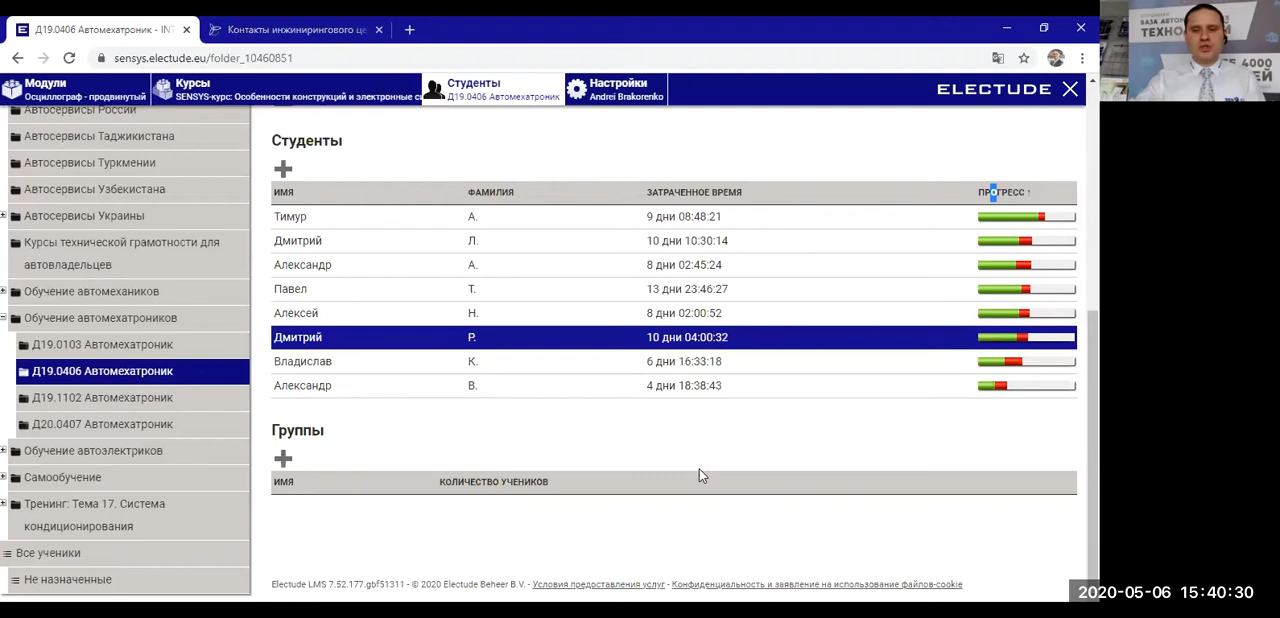 Д19.0406 Автомехатроник - INT
Контакты инжинирингового це
sensys.electude.eu/folder_10460851
Модули
Осциллограф - продвинутый
Курсы
SENSYS-курс: Особенности конструкций и электронные с
Студенты
Д19.0406 Автомехатроник
Настройки
Andrei Brakorenko
ELECTUDE
БАЗА АВТОМО
ТЕХНО
4000
Автосервисы России
Автосервисы Таджикистана
Автосервисы Туркмении
Автосервисы Узбекистана
Автосервисы Украины
Курсы технической грамотности для
автовладельцев
Обучение автомехаников
Обучение автомехатроников
Д19.0103 Автомехатроник
Д19.0406 Автомехатроник
Д19.1102 Автомехатроник
Д20.0407 Автомехатроник
Обучение автоэлектриков
Самообучение
Тренинг: Тема 17. Система
кондиционирования
Все ученики
Не назначенные
Студенты
ИМЯ ФАМИЛИЯ ЗАТРАЧЕННОЕ ВРЕМЯ ПРОГРЕСС ↑
Тимур А. 9 дни 08:48:21
Дмитрий Л. 10 дни 10:30:14
Александр А. 8 дни 02:45:24
Павел Т. 13 дни 23:46:27
Алексей Н. 8 дни 02:00:52
Дмитрий Р. 10 дни 04:00:32
Владислав К. 6 дни 16:33:18
Александр В. 4 дни 18:38:43
Группы
ИМЯ КОЛИЧЕСТВО УЧЕНИКОВ
Electude LMS 7.52.177.gbf51311 - © 2020 Electude Beheer B.V. - Условия предоставления услуг - Конфиденциальность и заявление на использование файлов-cookie
2020-05-06 15:40:30